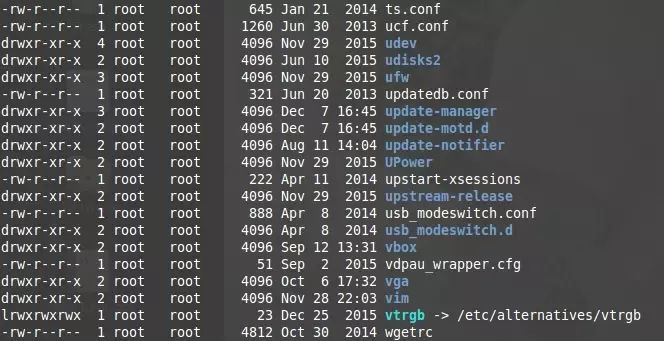 -rw-r--r-- 1 root root 645 Jan 21 2014 ts.conf
-rw-r--r-- 1 root root 1260 Jun 30 2013 ucf.conf
drwxr-xr-x 4 root root 4096 Nov 29 2015 udev
drwxr-xr-x 2 root root 4096 Jun 10 2015 udisks2
drwxr-xr-x 3 root root 4096 Nov 29 2015 ufw
-rw-r--r-- 1 root root 321 Jun 20 2013 updatedb.conf
drwxr-xr-x 3 root root 4096 Dec 7 16:45 update-manager
drwxr-xr-x 2 root root 4096 Dec 7 16:45 update-motd.d
drwxr-xr-x 2 root root 4096 Aug 11 14:04 update-notifier
drwxr-xr-x 2 root root 4096 Nov 29 2015 UPower
-rw-r--r-- 1 root root 222 Apr 11 2014 upstart-xsessions
drwxr-xr-x 2 root root 4096 Nov 29 2015 upstream-release
-rw-r--r-- 1 root root 888 Apr 8 2014 usb_modeswitch.conf
drwxr-xr-x 2 root root 4096 Apr 8 2014 usb_modeswitch.d
drwxr-xr-x 2 root root 4096 Sep 12 13:31 vbox
-rw-r--r-- 1 root root 51 Sep 2 2015 vdpau_wrapper.cfg
drwxr-xr-x 2 root root 4096 Oct 6 17:32 vga
drwxr-xr-x 2 root root 4096 Nov 28 22:03 vim
lrwxrwxrwx 1 root root 23 Dec 25 2015 vtrgb -> /etc/alternatives/vtrgb
-rw-r--r-- 1 root root 4812 Oct 30 2014 wgetrc